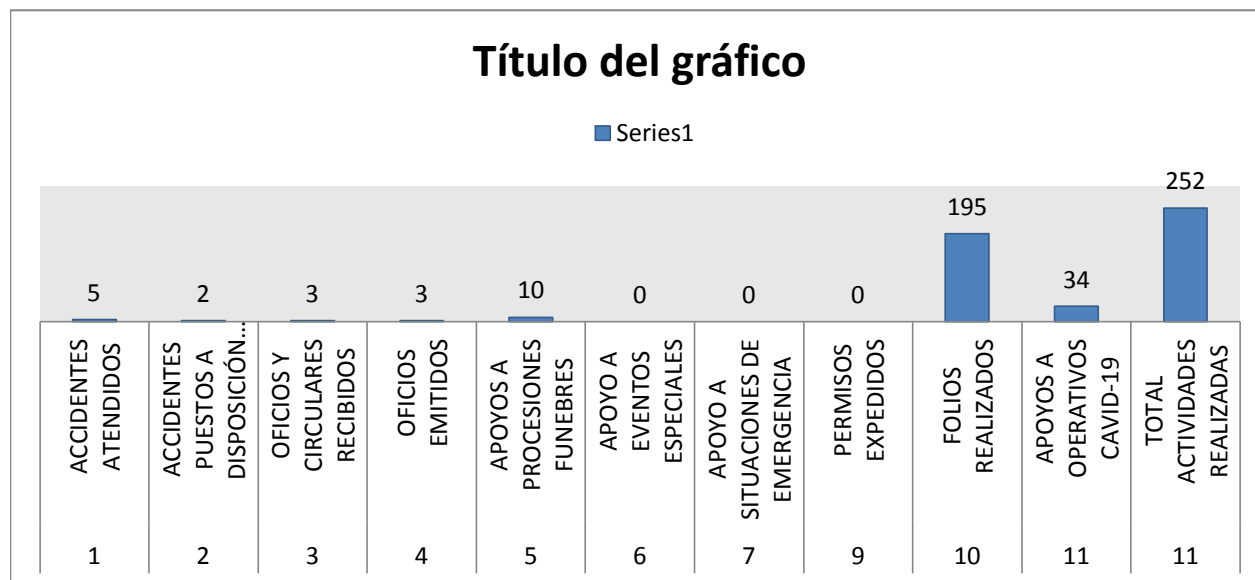 Título del gráfico
Series1
5
2
3
3
10
0
0
0
195
34
252
ACCIDENTES
ATENDIDOS
ACCIDENTES
PUESTOS A
DISPOSICIÓN...
OFICIOS Y
CIRCULARES
RECIBIDOS
OFICIOS
EMITIDOS
APOYOS A
PROCESIONES
FUNEBRES
APOYO A
EVENTOS
ESPECIALES
APOYO A
SITUACIONES DE
EMERGENCIA
PERMISOS
EXPEDIDOS
FOLIOS
REALIZADOS
APOYOS A
OPERATIVOS
CAVID-19
TOTAL
ACTIVIDADES
REALIZADAS
1
2
3
4
5
6
7
9
10
11
11